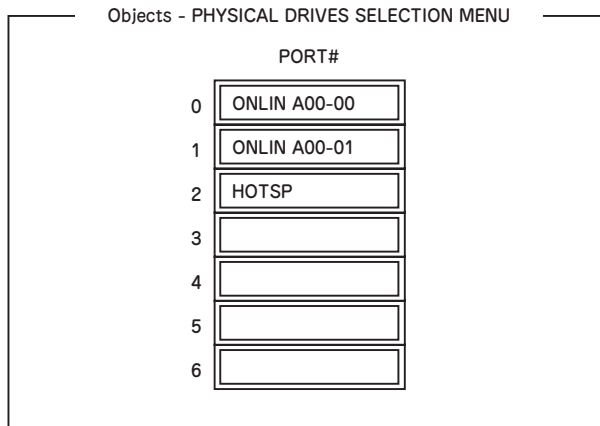 Objects - PHYSICAL DRIVES SELECTION MENU
PORT#
0 ONLIN A00-00
1 ONLIN A00-01
2 HOTSP
3
4
5
6